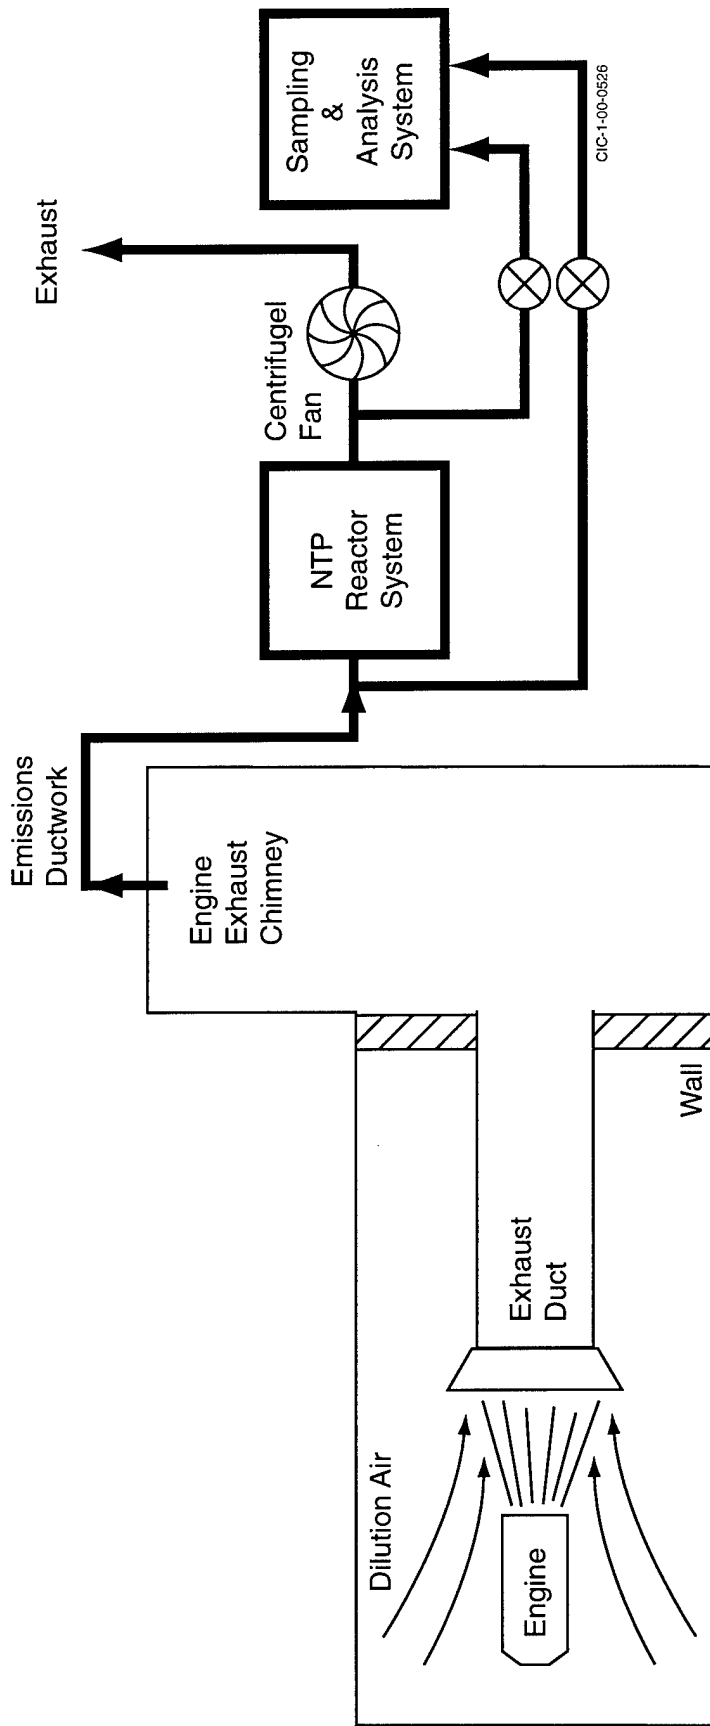 Emissions
Ductwork
Exhaust
Engine
Exhaust
Chimney
NTP
Reactor
System
Centrifugel
Fan
Sampling
&
Analysis
System
Dilution Air
Engine
Exhaust
Duct
Wall
CIC-1-00-0526